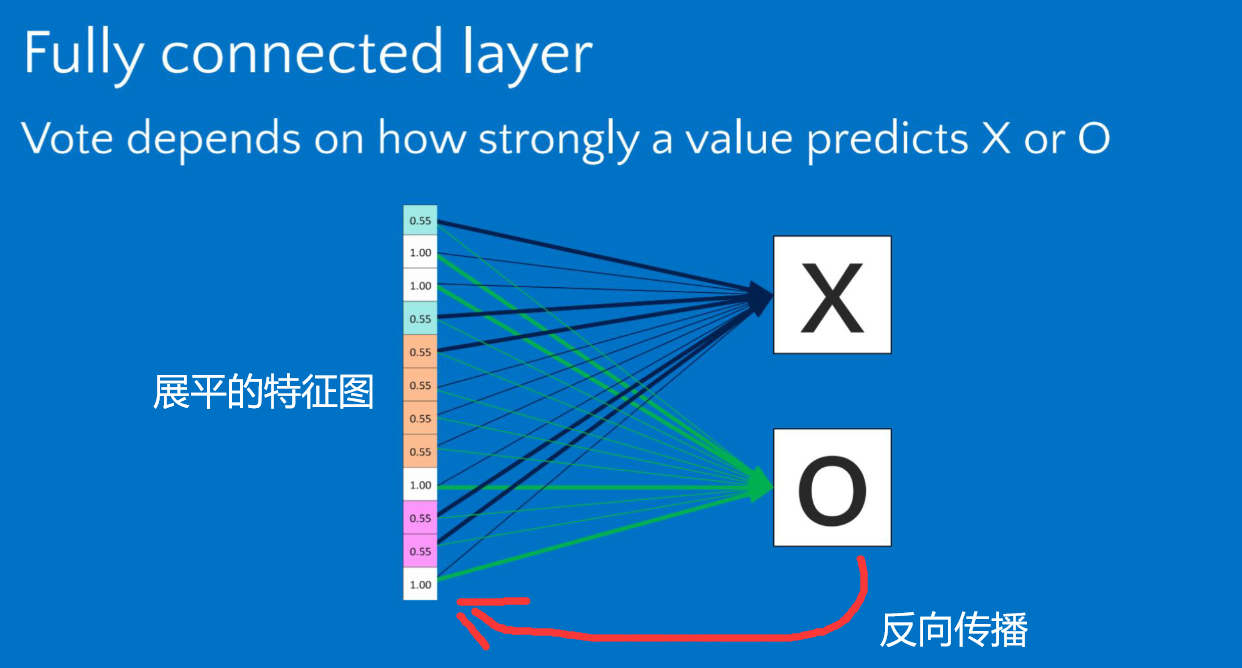 Fully connected layer
Vote depends on how strongly a value predicts X or O
0.55
1.00
1.00
0.55
0.55
0.55
0.55
0.55
1.00
0.55
0.55
1.00
展平的特征图
X
O
反向传播